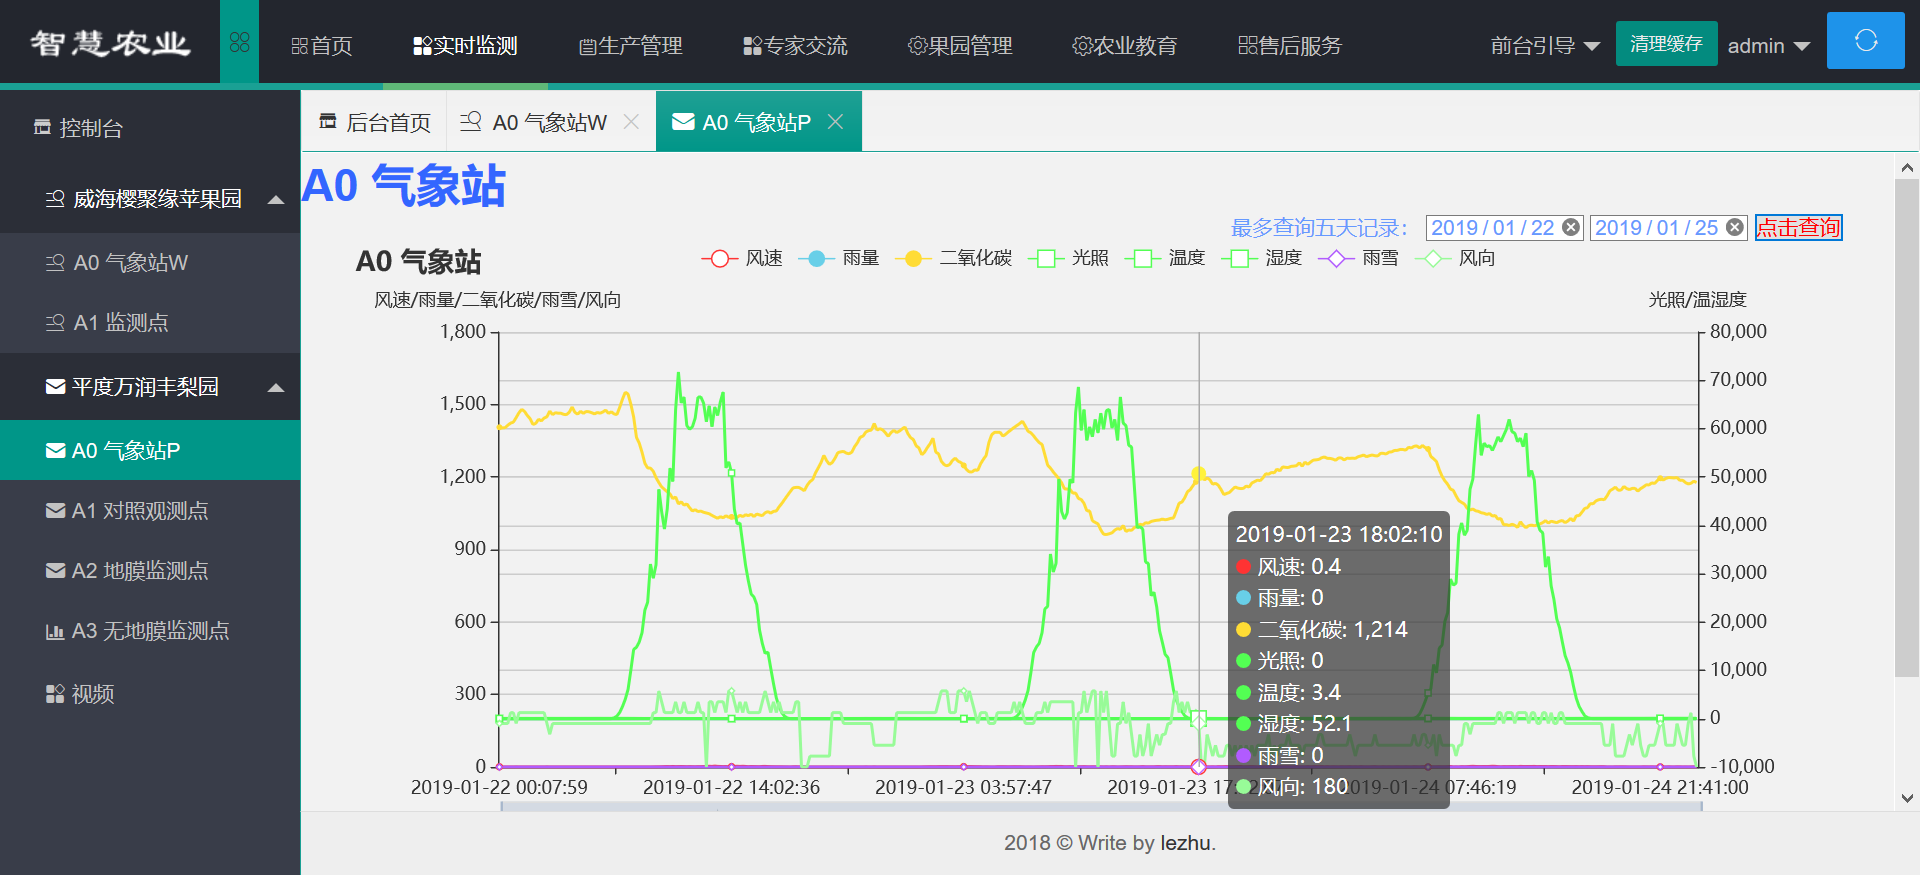 智慧农业
首页 实时监测 生产管理 专家交流 果园管理 农业教育 售后服务 前台引导 清理缓存 admin
控制台
威海樱聚缘苹果园
A0 气象站W
A1 监测点
平度万润丰梨园
A0 气象站P
A1 对照观测点
A2 地膜监测点
A3 无地膜监测点
视频
后台首页 A0 气象站W A0 气象站P
A0 气象站
最多查询五天记录: 2019/01/22 2019/01/25 点击查询
A0 气象站
风速 雨量 二氧化碳 光照 温度 湿度 雨雪 风向
风速/雨量/二氧化碳/雨雪/风向 光照/温湿度
1,800 80,000
70,000
1,500
60,000
1,200 50,000
40,000
900
30,000
600 20,000
10,000
300
0
0 -10,000
2019-01-23 18:02:10
风速: 0.4
雨量: 0
二氧化碳: 1,214
光照: 0
温度: 3.4
湿度: 52.1
雨雪: 0
风向: 180
2019-01-22 00:07:59 2019-01-22 14:02:36 2019-01-23 03:57:47 2019-01-23 2019-01-24 07:46:19 2019-01-24 21:41:00
2018 © Write by lezhu.